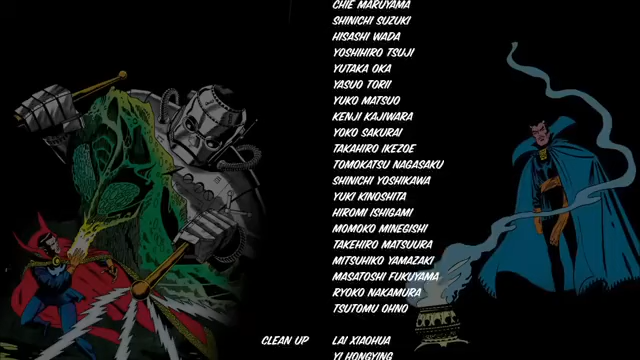 CHIE MARUYAMA
SHINICHI SUZUKI
HISASHI WADA
YOSHIHIRO TSUJI
YUTAKA OKA
YASUO TORII
YUKO MATSUO
KENJI KAJIWARA
YOKO SAKURAI
TAKAHIRO IKEZOE
TOMOKATSU NAGASAKU
SHINICHI YOSHIKAWA
YUKI KINOSHITA
HIROMI ISHIGAMI
MOMOKO MINEGISHI
TAKEHIRO MATSUURA
MITSUHIKO YAMAZAKI
MASATOSHI FUKUYAMA
RYOKO NAKAMURA
TSUTOMU OHNO
CLEAN UP LAI XIAOHUA
YI HONGYING